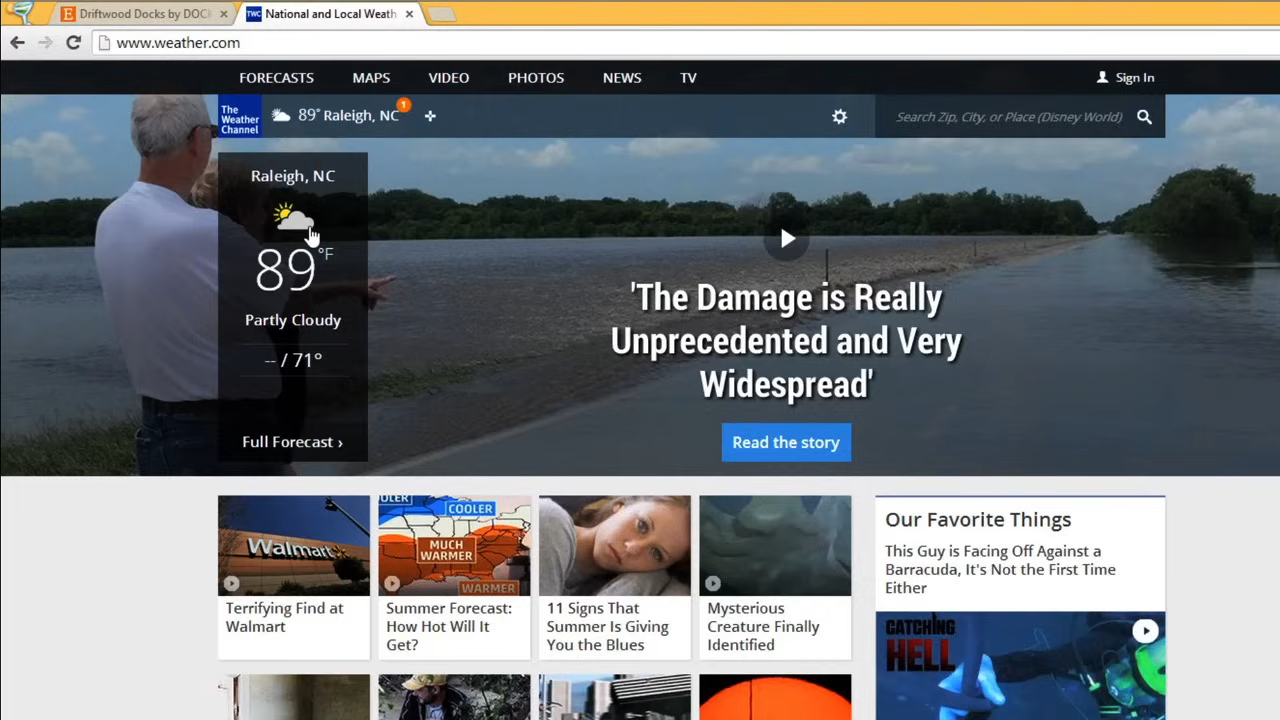 Driftwood Docks by DOCK
National and Local Weath
www.weather.com
FORECASTS MAPS VIDEO PHOTOS NEWS TV Sign In
The Weather Channel
89° Raleigh, NC
1
Search Zip, City, or Place (Disney World)
Raleigh, NC
89 °F
Partly Cloudy
-- / 71°
Full Forecast ›
'The Damage is Really
Unprecedented and Very
Widespread'
Read the story
Walmart
Terrifying Find at
Walmart
COOLER
MUCH
WARMER
WARMER
Summer Forecast:
How Hot Will It
Get?
11 Signs That
Summer Is Giving
You the Blues
Mysterious
Creature Finally
Identified
Our Favorite Things
This Guy is Facing Off Against a
Barracuda, It's Not the First Time
Either
CATCHING
HELL